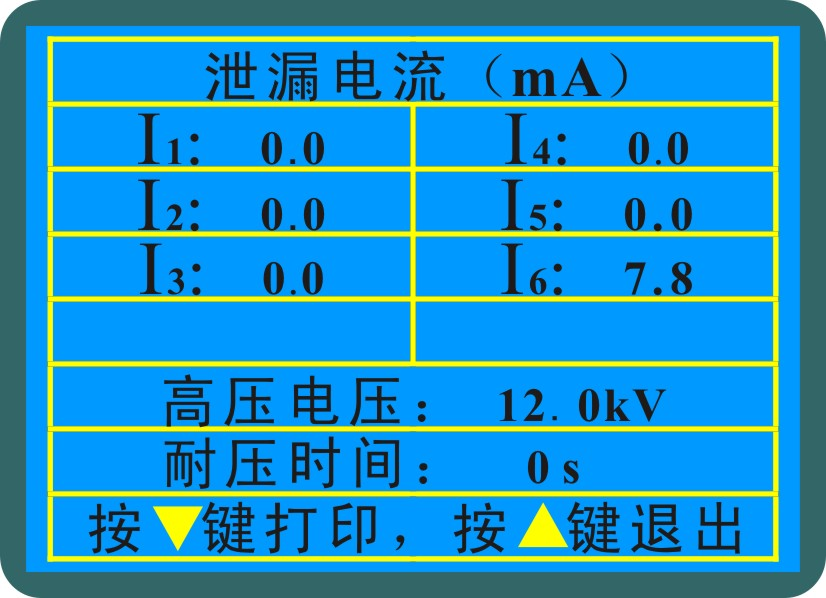 泄漏电流（mA）
I1: 0.0 I4: 0.0
I2: 0.0 I5: 0.0
I3: 0.0 I6: 7.8
高压电压： 12.0kV
耐压时间： 0 s
按▼键打印，按▲键退出